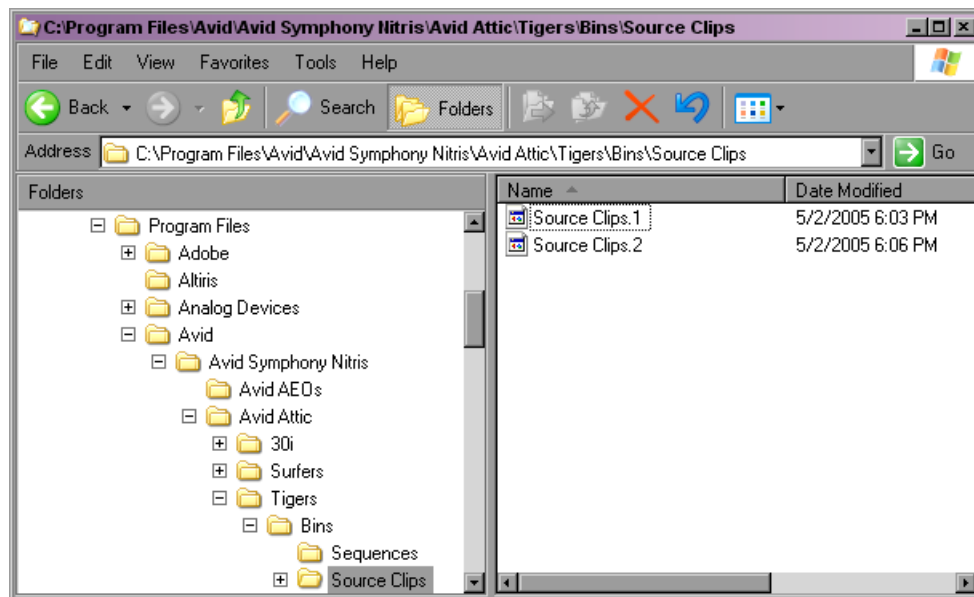 C:\Program Files\Avid\Avid Symphony Nitris\Avid Attic\Tigers\Bins\Source Clips
File Edit View Favorites Tools Help
Back Search Folders
Address C:\Program Files\Avid\Avid Symphony Nitris\Avid Attic\Tigers\Bins\Source Clips Go
Folders
Program Files
Adobe
Altiris
Analog Devices
Avid
Avid Symphony Nitris
Avid AEOs
Avid Attic
30i
Surfers
Tigers
Bins
Sequences
Source Clips
Name Date Modified
Source Clips.1 5/2/2005 6:03 PM
Source Clips.2 5/2/2005 6:06 PM